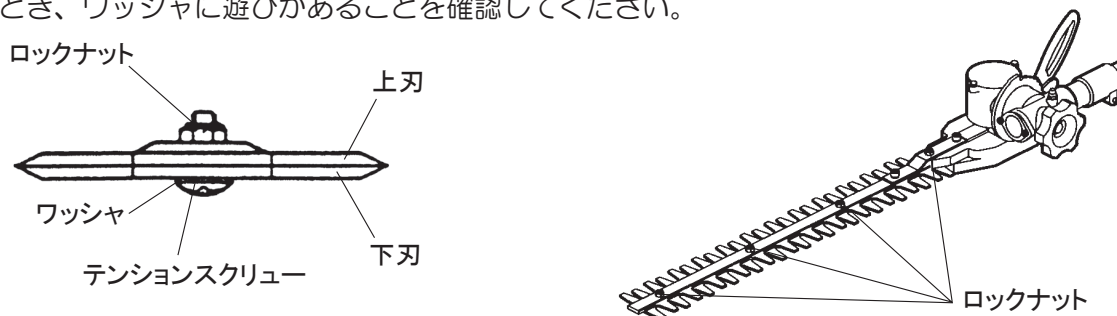 とき、ワッシャに遊びがあることを確認してください。
ロックナット
上刃
ワッシャ
下刃
テンションスクリュー
ロックナット